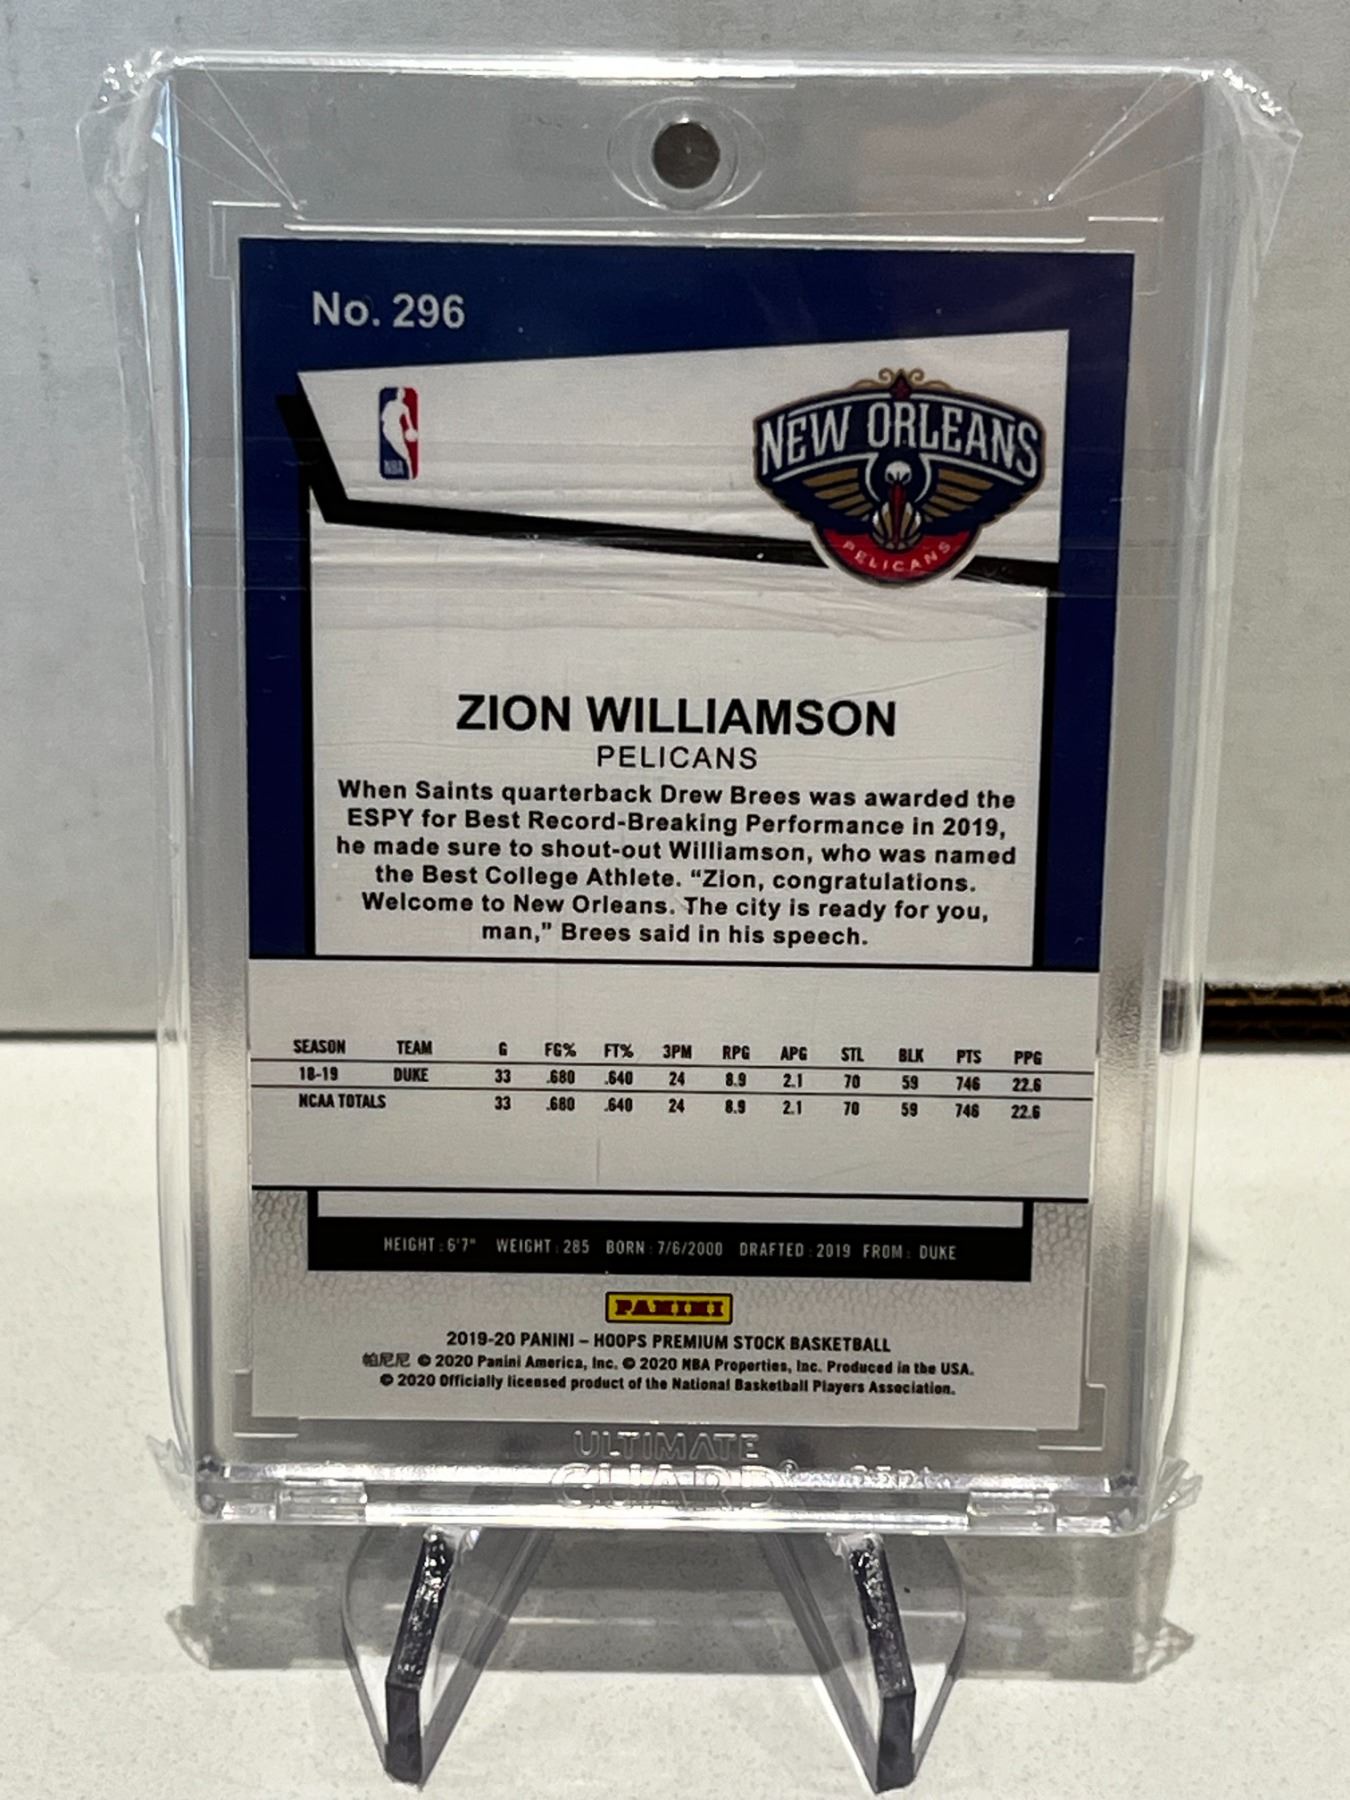 No. 296
NBA
NEW ORLEANS
PELICANS
ZION WILLIAMSON
PELICANS
When Saints quarterback Drew Brees was awarded the
ESPY for Best Record-Breaking Performance in 2019,
he made sure to shout-out Williamson, who was named
the Best College Athlete. “Zion, congratulations.
Welcome to New Orleans. The city is ready for you,
man,” Brees said in his speech.
SEASON TEAM G FG% FT% 3PM RPG APG STL BLK PTS PPG
18-19 DUKE 33 .680 .640 24 8.9 2.1 70 59 746 22.6
NCAA TOTALS 33 .680 .640 24 8.9 2.1 70 59 746 22.6
HEIGHT: 6'7" WEIGHT: 285 BORN: 7/6/2000 DRAFTED: 2019 FROM: DUKE
PANINI
2019-20 PANINI – HOOPS PREMIUM STOCK BASKETBALL
帕尼尼 © 2020 Panini America, Inc. © 2020 NBA Properties, Inc. Produced in the USA.
© 2020 Officially licensed product of the National Basketball Players Association.
ULTIMATE
GUARD®